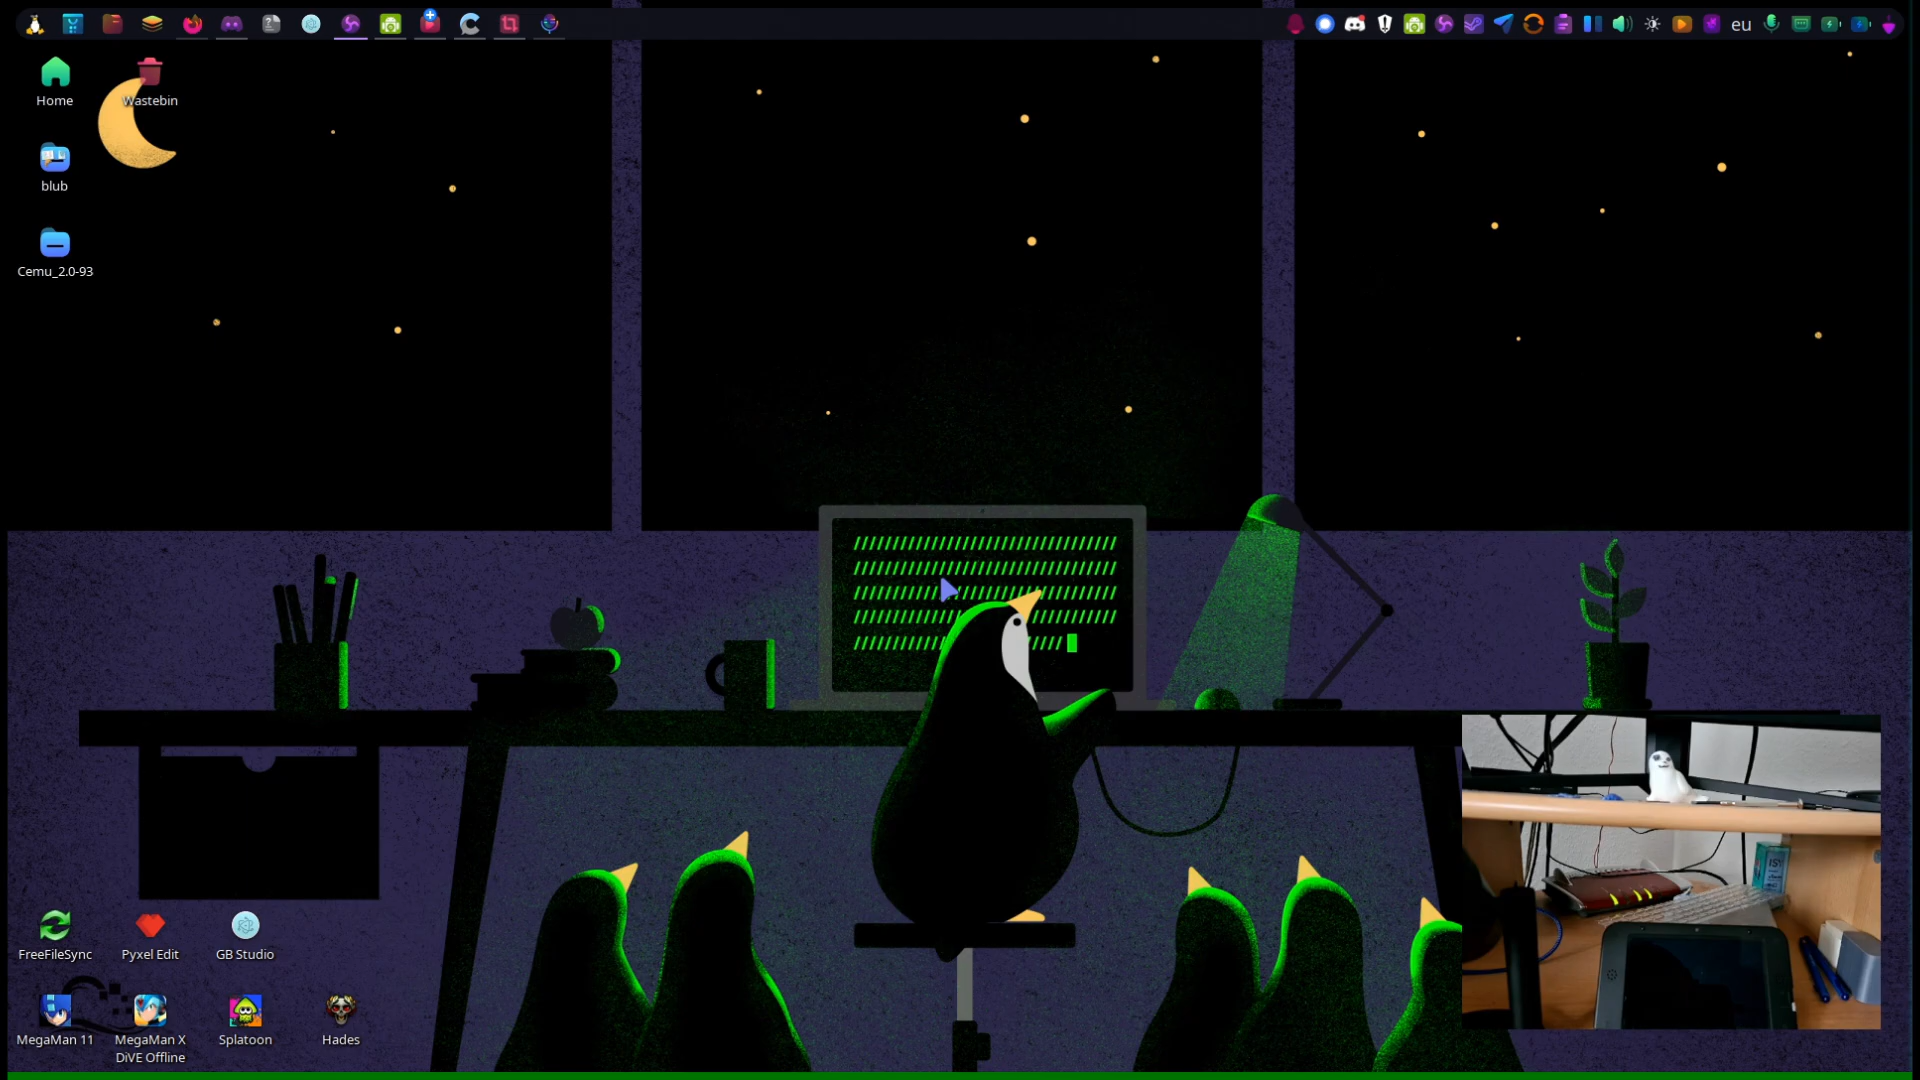 eu
Home
Wastebin
blub
Cemu_2.0-93
FreeFileSync
Pyxel Edit
GB Studio
MegaMan 11
MegaMan X
DiVE Offline
Splatoon
Hades